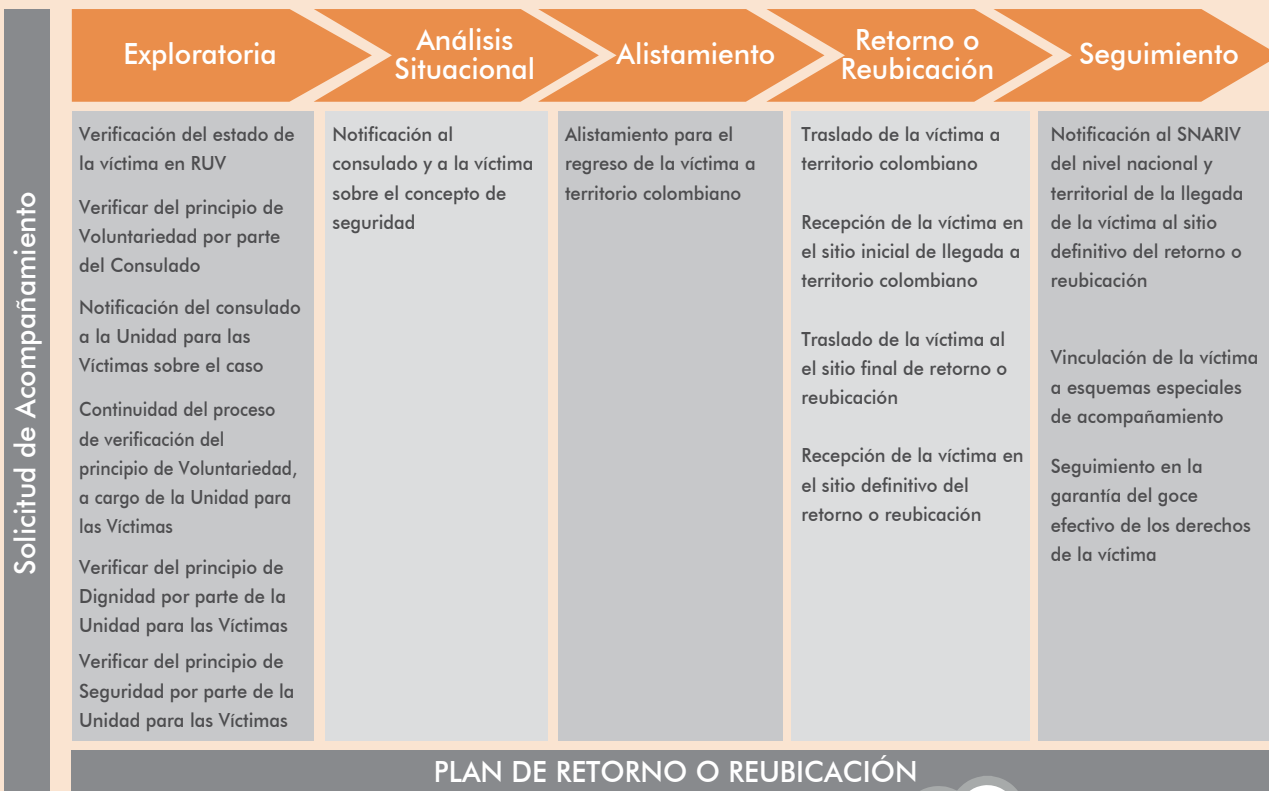 Solicitud de Acompañamiento
Exploratoria
Verificación del estado de
la víctima en RUV
Verificar del principio de
Voluntariedad por parte
del Consulado
Notificación del consulado
a la Unidad para las
Víctimas sobre el caso
Continuidad del proceso
de verificación del
principio de Voluntariedad,
a cargo de la Unidad para
las Víctimas
Verificar del principio de
Dignidad por parte de la
Unidad para las Víctimas
Verificar del principio de
Seguridad por parte de la
Unidad para las Víctimas
Análisis
Situacional
Notificación al
consulado y a la víctima
sobre el concepto de
seguridad
Alistamiento
Alistamiento para el
regreso de la víctima a
territorio colombiano
Retorno o
Reubicación
Traslado de la víctima a
territorio colombiano
Recepción de la víctima en
el sitio inicial de llegada a
territorio colombiano
Traslado de la víctima al
el sitio final de retorno o
reubicación
Recepción de la víctima en
el sitio definitivo del
retorno o reubicación
Seguimiento
Notificación al SNARIV
del nivel nacional y
territorial de la llegada
de la víctima al sitio
definitivo del retorno o
reubicación
Vinculación de la víctima
a esquemas especiales
de acompañamiento
Seguimiento en la
garantía del goce
efectivo de los derechos
de la víctima
PLAN DE RETORNO O REUBICACIÓN